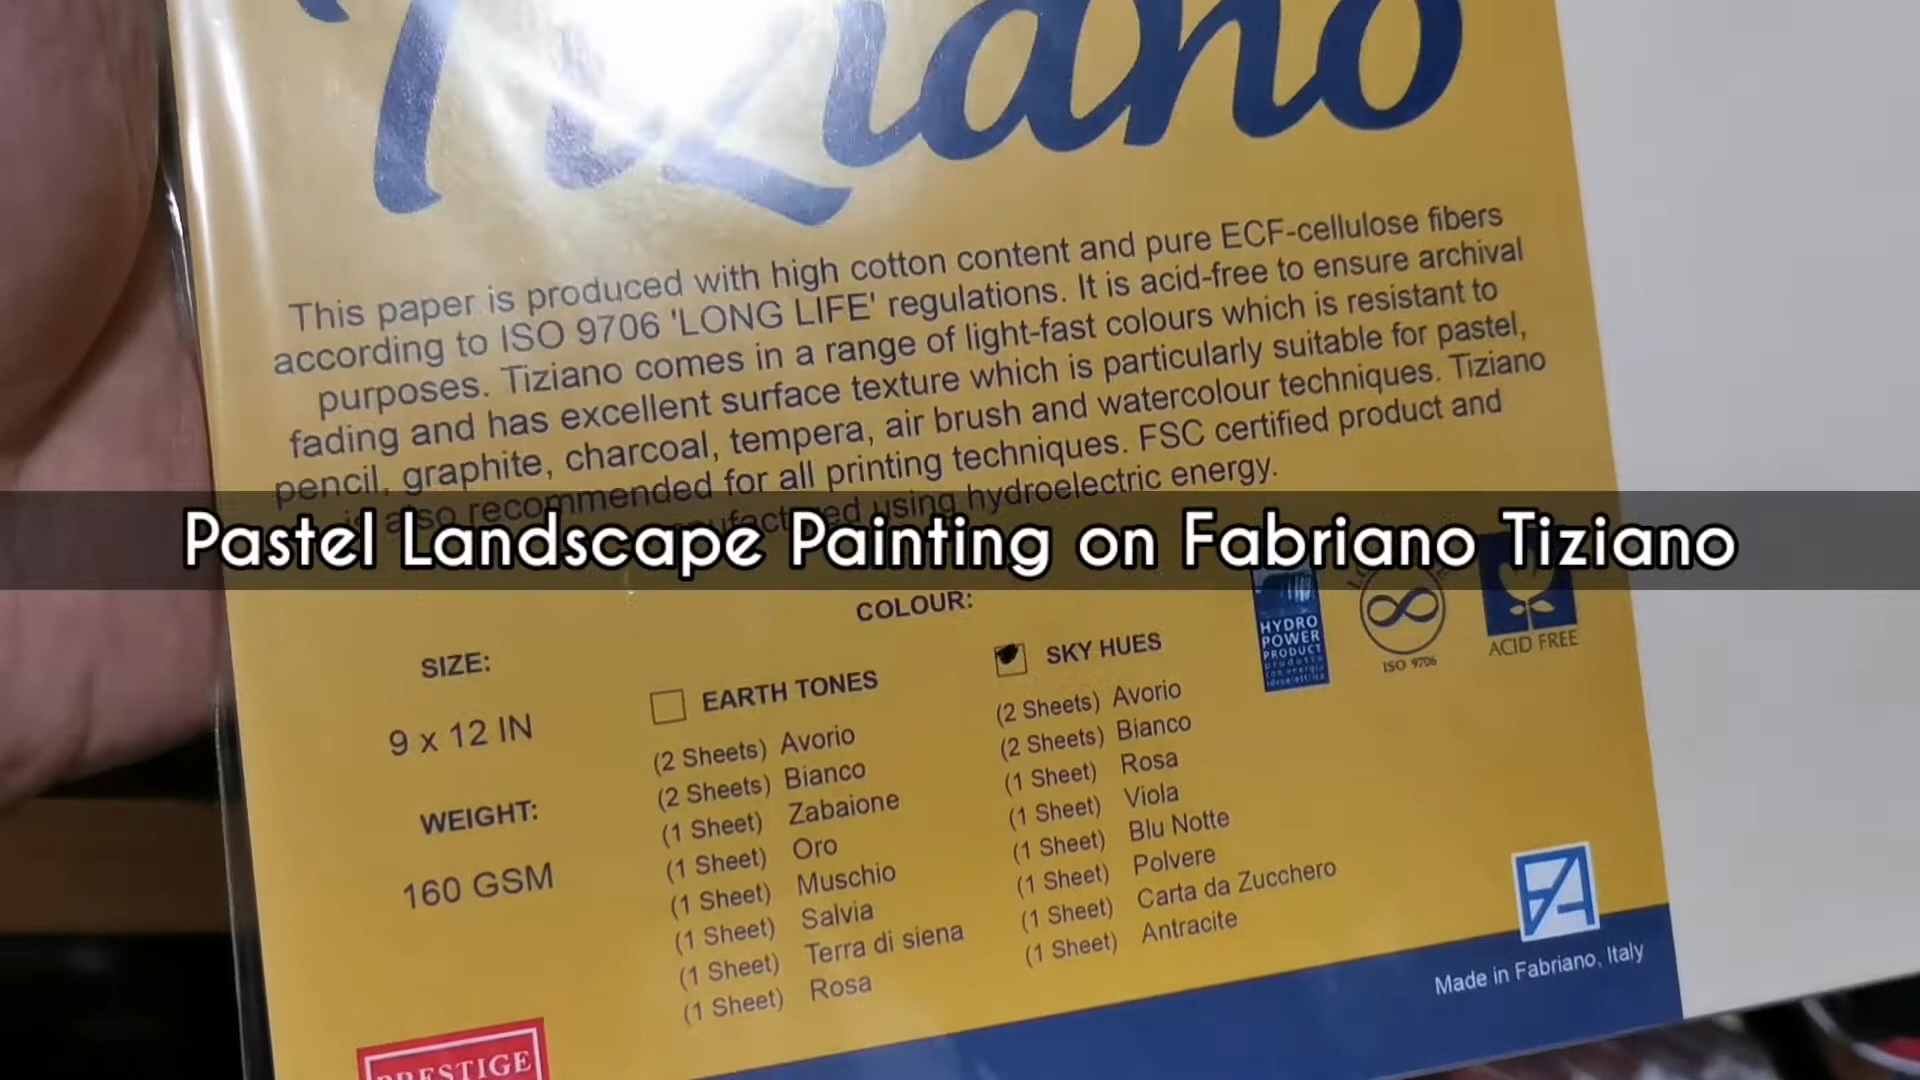 Tiziano
This paper is produced with high cotton content and pure ECF-cellulose fibers
according to ISO 9706 'LONG LIFE' regulations. It is acid-free to ensure archival
purposes. Tiziano comes in a range of light-fast colours which is resistant to
fading and has excellent surface texture which is particularly suitable for pastel,
pencil, graphite, charcoal, tempera, air brush and watercolour techniques. Tiziano
is also recommended for all printing techniques. FSC certified product and
using hydroelectric energy.
Pastel Landscape Painting on Fabriano Tiziano
COLOUR:
SIZE:
9 x 12 IN
WEIGHT:
160 GSM
EARTH TONES
(2 Sheets) Avorio
(2 Sheets) Bianco
(1 Sheet) Zabaione
(1 Sheet) Oro
(1 Sheet) Muschio
(1 Sheet) Salvia
(1 Sheet) Terra di siena
(1 Sheet) Rosa
SKY HUES
(2 Sheets) Avorio
(2 Sheets) Bianco
(1 Sheet) Rosa
(1 Sheet) Viola
(1 Sheet) Blu Notte
(1 Sheet) Polvere
(1 Sheet) Carta da Zucchero
(1 Sheet) Antracite
HYDRO
POWER
PRODUCT
prodotto
con energia
idroelettrica
ISO 9706
ACID FREE
FA
Made in Fabriano, Italy
PRESTIGE